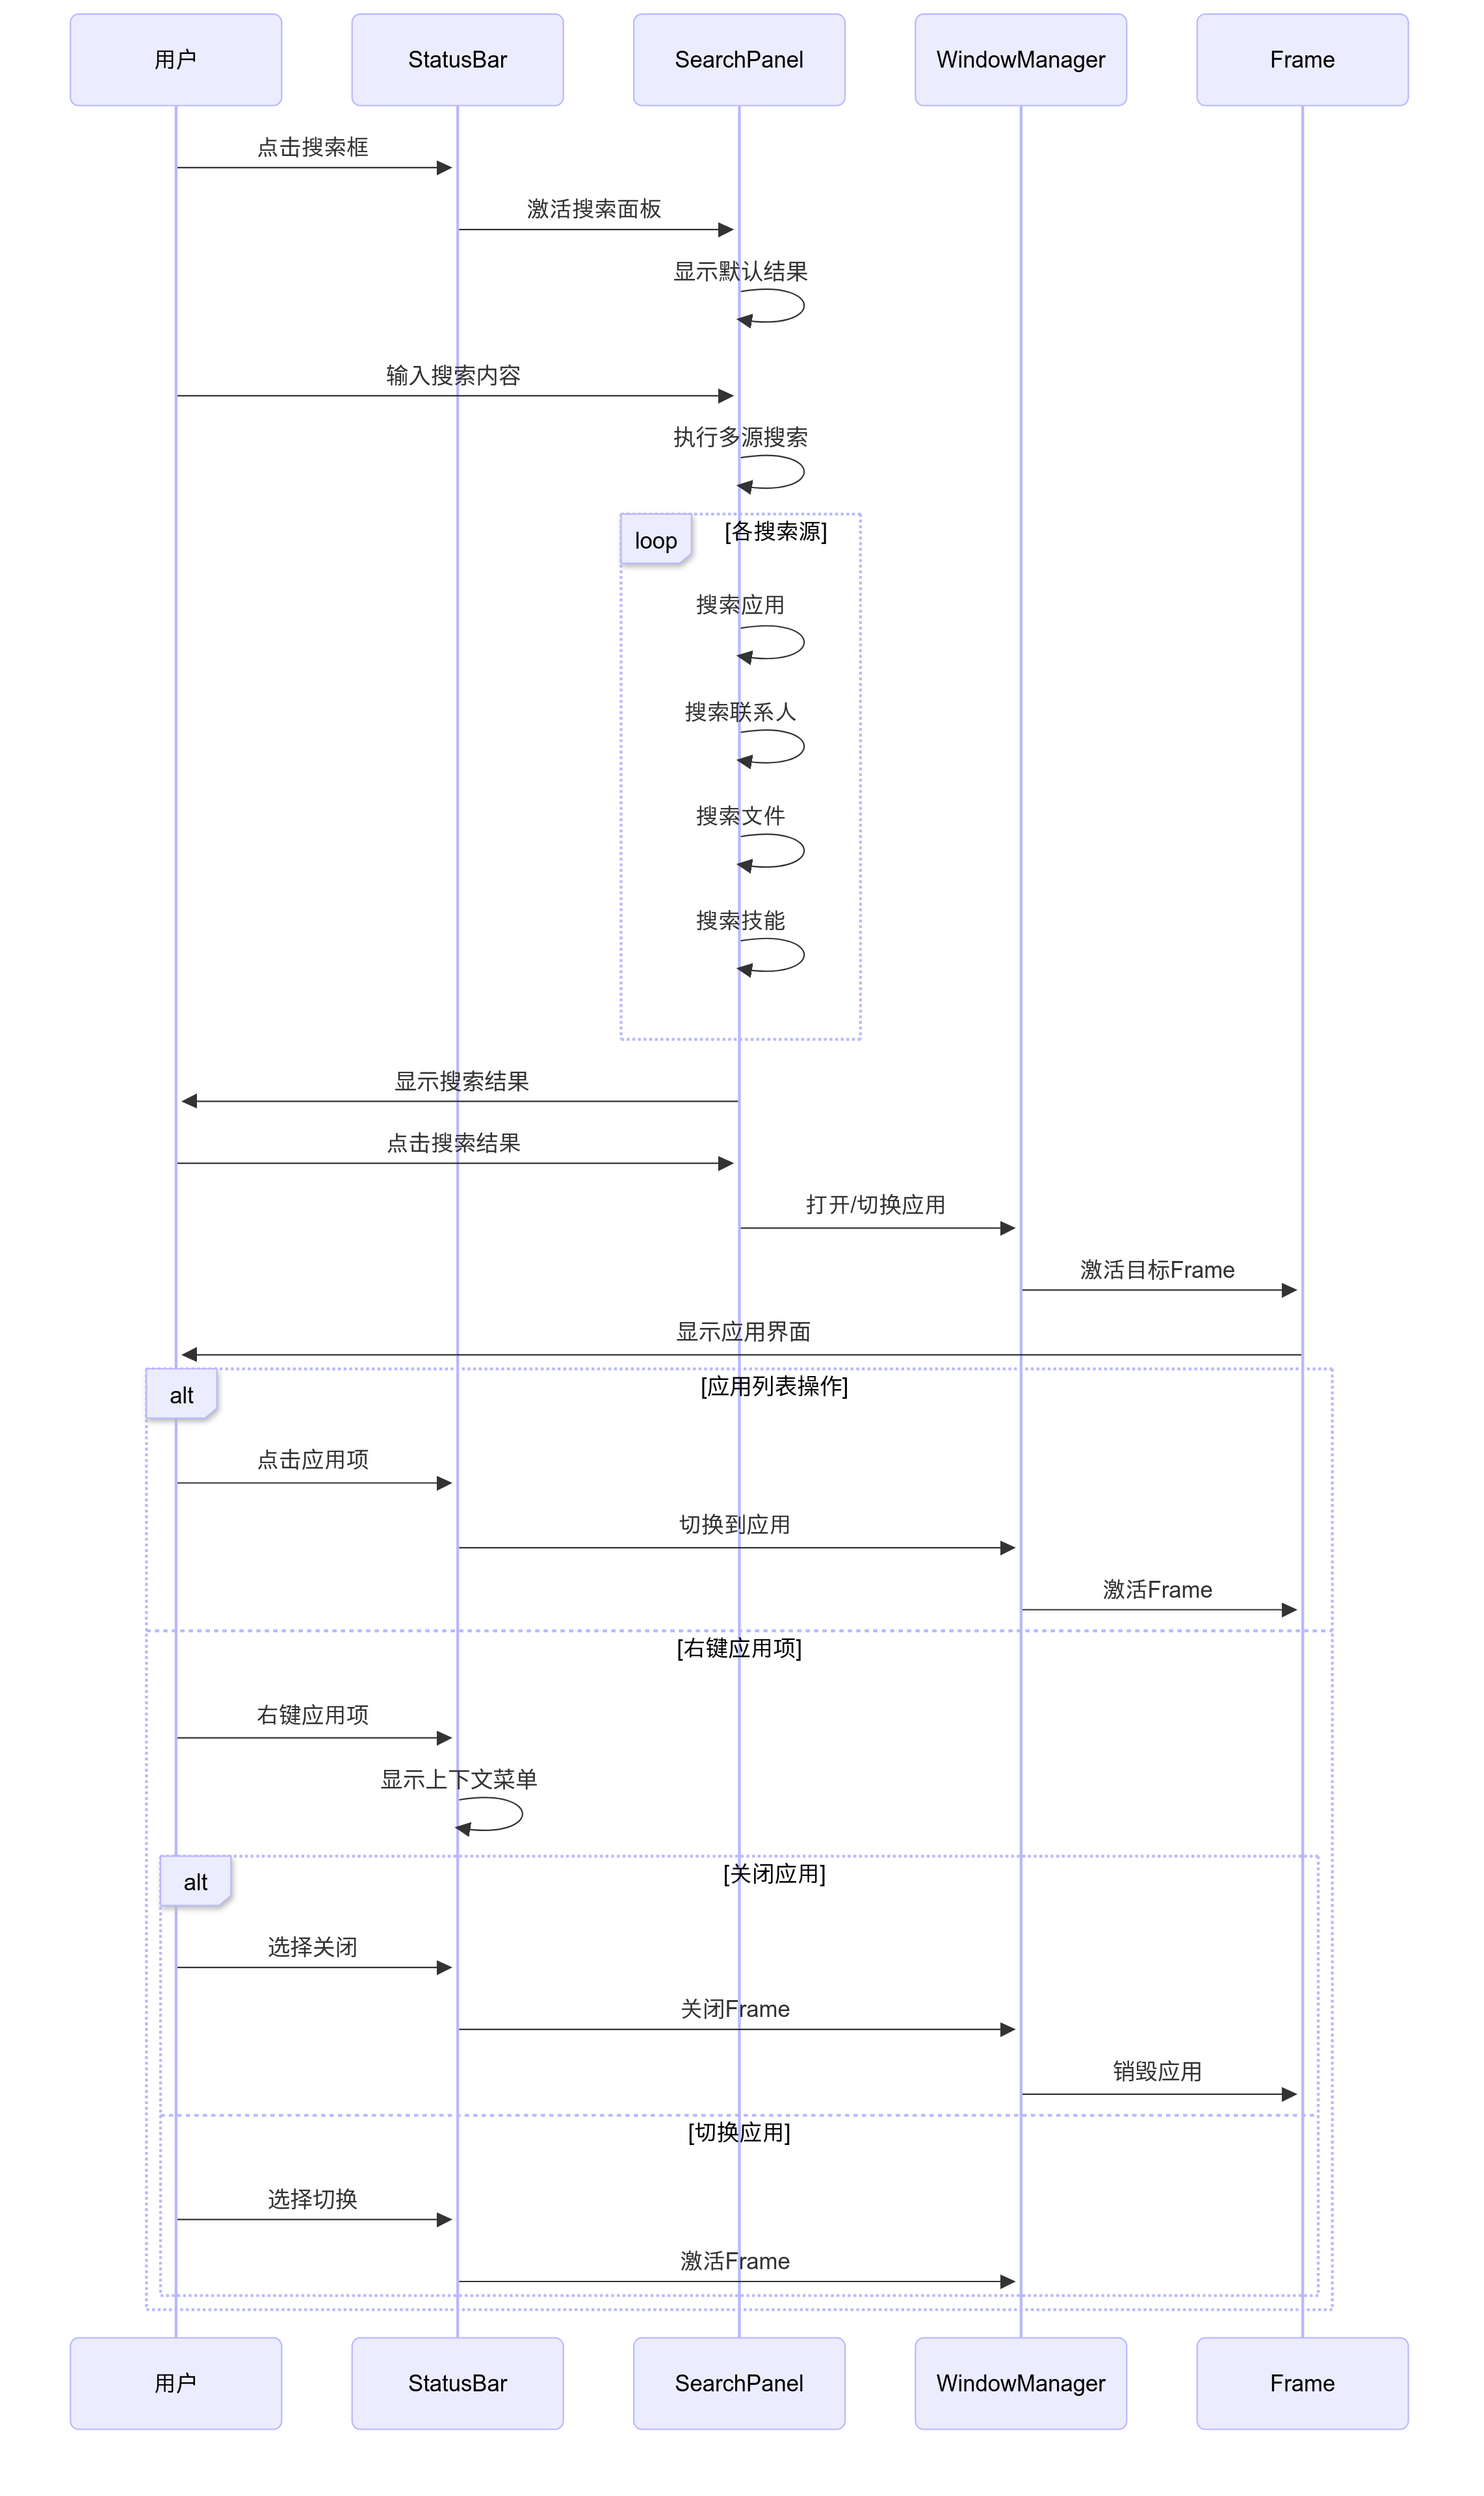 用户
StatusBar
SearchPanel
WindowManager
Frame
点击搜索框
激活搜索面板
显示默认结果
输入搜索内容
执行多源搜索
loop
[各搜索源]
搜索应用
搜索联系人
搜索文件
搜索技能
显示搜索结果
点击搜索结果
打开/切换应用
激活目标Frame
显示应用界面
alt
[应用列表操作]
点击应用项
切换到应用
激活Frame
[右键应用项]
右键应用项
显示上下文菜单
alt
[关闭应用]
选择关闭
关闭Frame
销毁应用
[切换应用]
选择切换
激活Frame
用户
StatusBar
SearchPanel
WindowManager
Frame